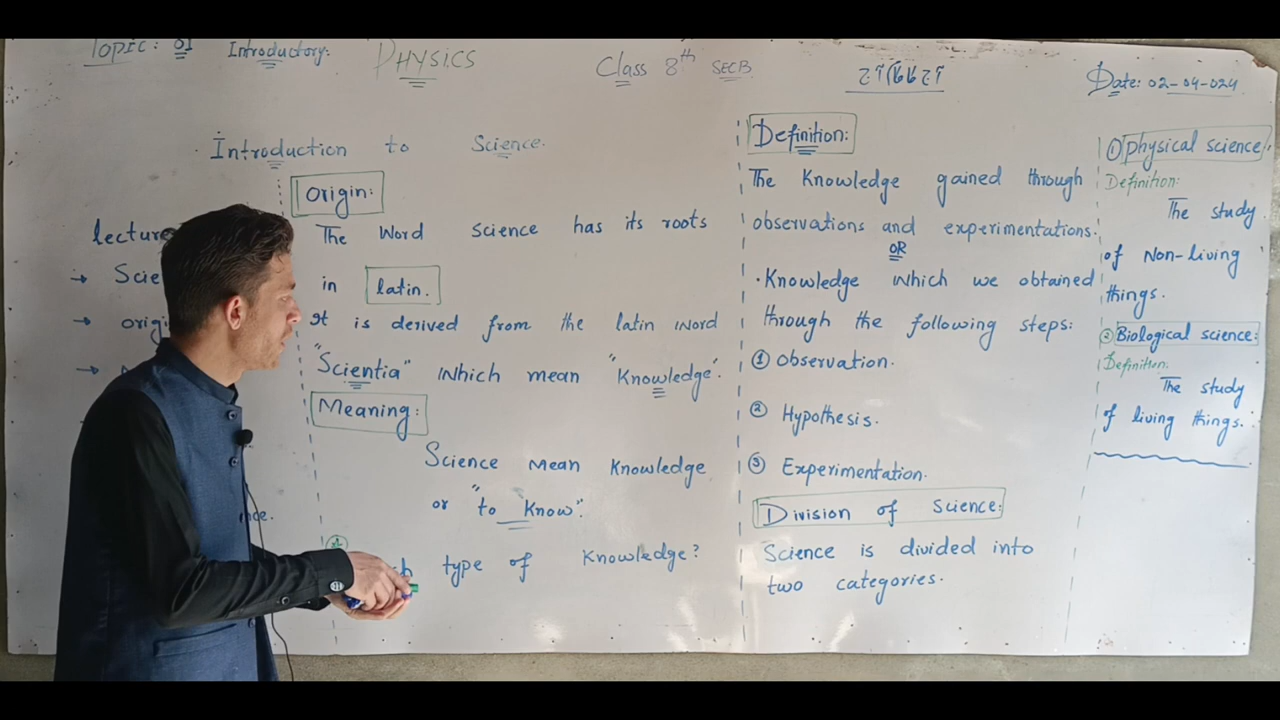 Topic: 01 Introductory: PHYSICS Class 8th SECB Date: 02-04-024
Introduction to Science.
lecture
→ Scie
→ origi
→
nce.
Origin:
The Word Science has its roots
in latin.
It is derived from the latin word
"Scientia" which mean "Knowledge".
Meaning:
Science mean knowledge
or "to know".
type of knowledge?
Definition:
The Knowledge gained through
observations and experimentations.
OR
·Knowledge which we obtained
through the following steps:
① Observation.
② Hypothesis.
③ Experimentation.
Division of Science:
Science is divided into
two categories.
① physical science
Definition:
The study
of Non-living
things.
② Biological science:
Definition:
The study
of living things.